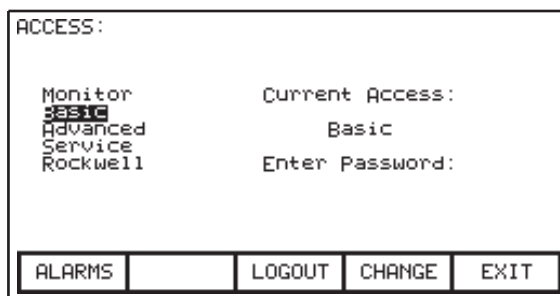 ACCESS:
Monitor
Basic
Advanced
Service
Rockwell
Current Access:
Basic
Enter Password:
ALARMS LOGOUT CHANGE EXIT